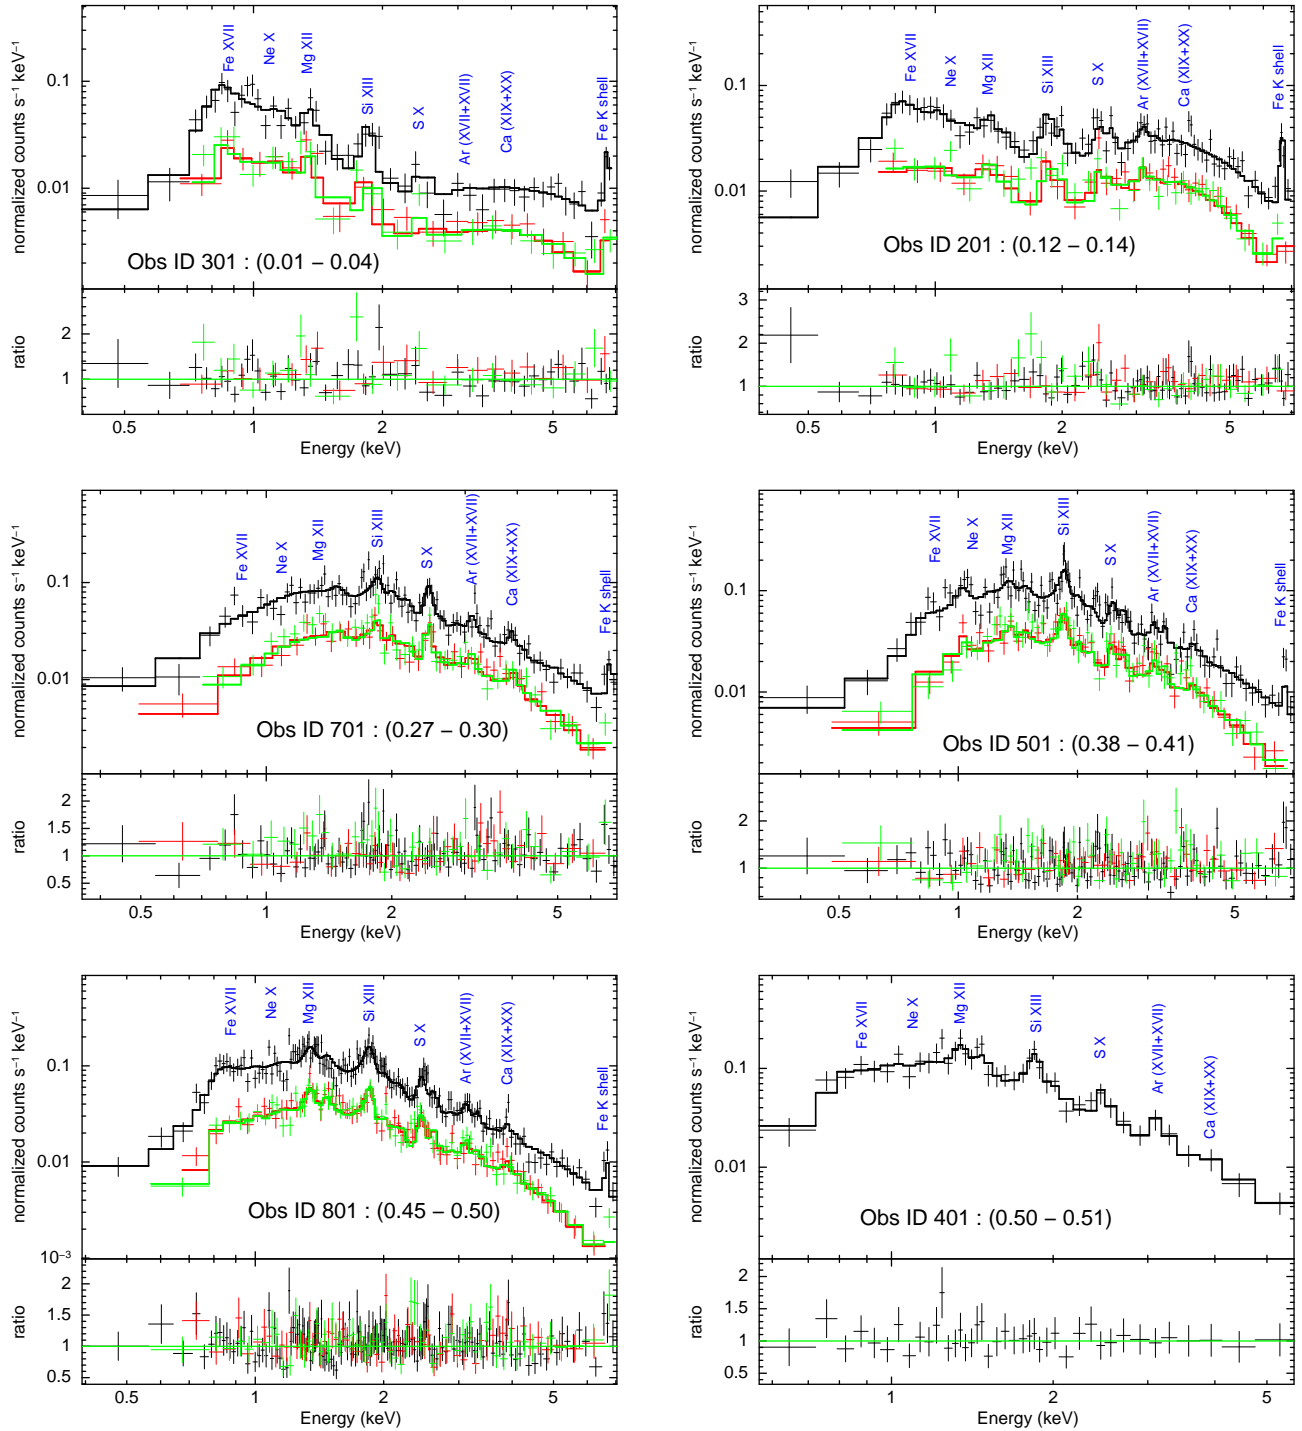 normalized counts s⁻¹ keV⁻¹
0.1
0.01
Fe XVII
Ne X
Mg XII
Si XIII
S X
Ar (XVII+XVII)
Ca (XIX+XX)
Fe K shell
Obs ID 301 : (0.01 − 0.04)
ratio
2
1
0.5 1 2 5
Energy (keV)
normalized counts s⁻¹ keV⁻¹
0.1
0.01
Fe XVII
Ne X
Mg XII
Si XIII
S X
Ar (XVII+XVII)
Ca (XIX+XX)
Fe K shell
Obs ID 201 : (0.12 − 0.14)
ratio
3
2
1
0.5 1 2 5
Energy (keV)
normalized counts s⁻¹ keV⁻¹
0.1
0.01
Fe XVII
Ne X
Mg XII
Si XIII
S X
Ar (XVII+XVII)
Ca (XIX+XX)
Fe K shell
Obs ID 701 : (0.27 − 0.30)
ratio
2
1.5
1
0.5
0.5 1 2 5
Energy (keV)
normalized counts s⁻¹ keV⁻¹
0.1
0.01
Fe XVII
Ne X
Mg XII
Si XIII
S X
Ar (XVII+XVII)
Ca (XIX+XX)
Fe K shell
Obs ID 501 : (0.38 − 0.41)
ratio
2
1
0.5 1 2 5
Energy (keV)
normalized counts s⁻¹ keV⁻¹
0.1
0.01
10⁻³
Fe XVII
Ne X
Mg XII
Si XIII
S X
Ar (XVII+XVII)
Ca (XIX+XX)
Fe K shell
Obs ID 801 : (0.45 − 0.50)
ratio
2
1.5
1
0.5
0.5 1 2 5
Energy (keV)
normalized counts s⁻¹ keV⁻¹
0.1
0.01
Fe XVII
Ne X
Mg XII
Si XIII
S X
Ar (XVII+XVII)
Ca (XIX+XX)
Obs ID 401 : (0.50 − 0.51)
ratio
2
1.5
1
0.5
1 2 5
Energy (keV)